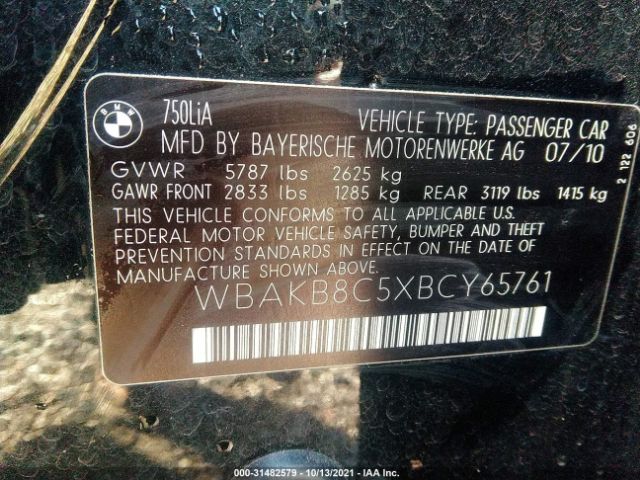 BMW
750LiA
VEHICLE TYPE: PASSENGER CAR
MFD BY BAYERISCHE MOTORENWERKE AG 07/10
GVWR 5787 lbs 2625 kg
GAWR FRONT 2833 lbs 1285 kg REAR 3119 lbs 1415 kg
THIS VEHICLE CONFORMS TO ALL APPLICABLE U.S.
FEDERAL MOTOR VEHICLE SAFETY, BUMPER AND THEFT
PREVENTION STANDARDS IN EFFECT ON THE DATE OF
MANUFACTURE SHOWN ABOVE
WBAKB8C5XBCY65761
2 122 606
000-31482579 - 10/13/2021 - IAA Inc.